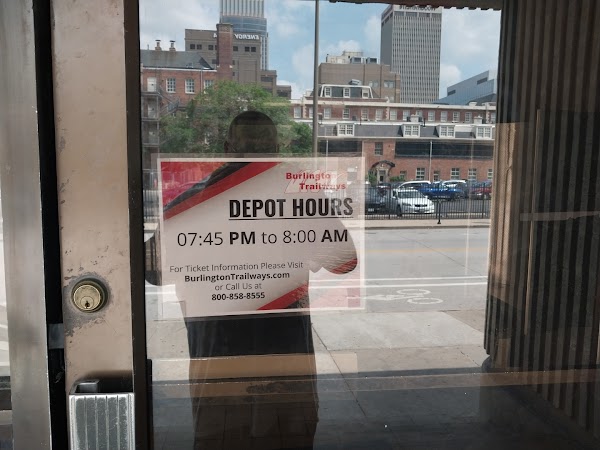 ENERGY
Burlington
Trailways
DEPOT HOURS
07:45 PM to 8:00 AM
For Ticket Information Please Visit
BurlingtonTrailways.com
or Call Us at
800-858-8555